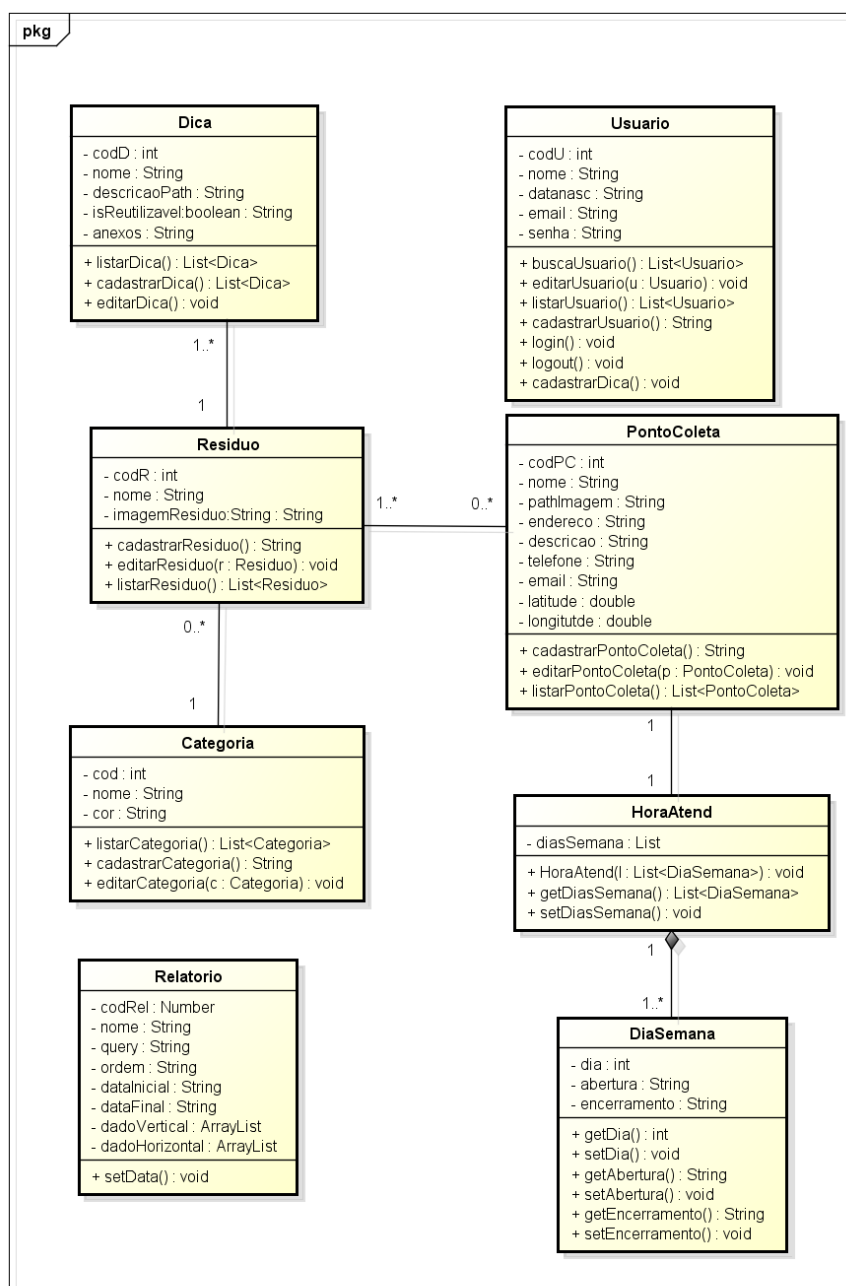 pkg
Dica
- codD : int
- nome : String
- descricaoPath : String
- isReutilizavel:boolean : String
- anexos : String
+ listarDica() : List<Dica>
+ cadastrarDica() : List<Dica>
+ editarDica() : void
1..*
1
Residuo
- codR : int
- nome : String
- imagemResiduo:String : String
+ cadastrarResiduo() : String
+ editarResiduo(r : Residuo) : void
+ listarResiduo() : List<Residuo>
0..*
1
Categoria
- cod : int
- nome : String
- cor : String
+ listarCategoria() : List<Categoria>
+ cadastrarCategoria() : String
+ editarCategoria(c : Categoria) : void
Relatorio
- codRel : Number
- nome : String
- query : String
- ordem : String
- dataInicial : String
- dataFinal : String
- dadoVertical : ArrayList
- dadoHorizontal : ArrayList
+ setData() : void
Usuario
- codU : int
- nome : String
- datanasc : String
- email : String
- senha : String
+ buscaUsuario() : List<Usuario>
+ editarUsuario(u : Usuario) : void
+ listarUsuario() : List<Usuario>
+ cadastrarUsuario() : String
+ login() : void
+ logout() : void
+ cadastrarDica() : void
1..*
0..*
PontoColeta
- codPC : int
- nome : String
- pathImagem : String
- endereco : String
- descricao : String
- telefone : String
- email : String
- latitude : double
- longitutde : double
+ cadastrarPontoColeta() : String
+ editarPontoColeta(p : PontoColeta) : void
+ listarPontoColeta() : List<PontoColeta>
1
1
HoraAtend
- diasSemana : List
+ HoraAtend(l : List<DiaSemana>) : void
+ getDiasSemana() : List<DiaSemana>
+ setDiasSemana() : void
1
1..*
DiaSemana
- dia : int
- abertura : String
- encerramento : String
+ getDia() : int
+ setDia() : void
+ getAbertura() : String
+ setAbertura() : void
+ getEncerramento() : String
+ setEncerramento() : void